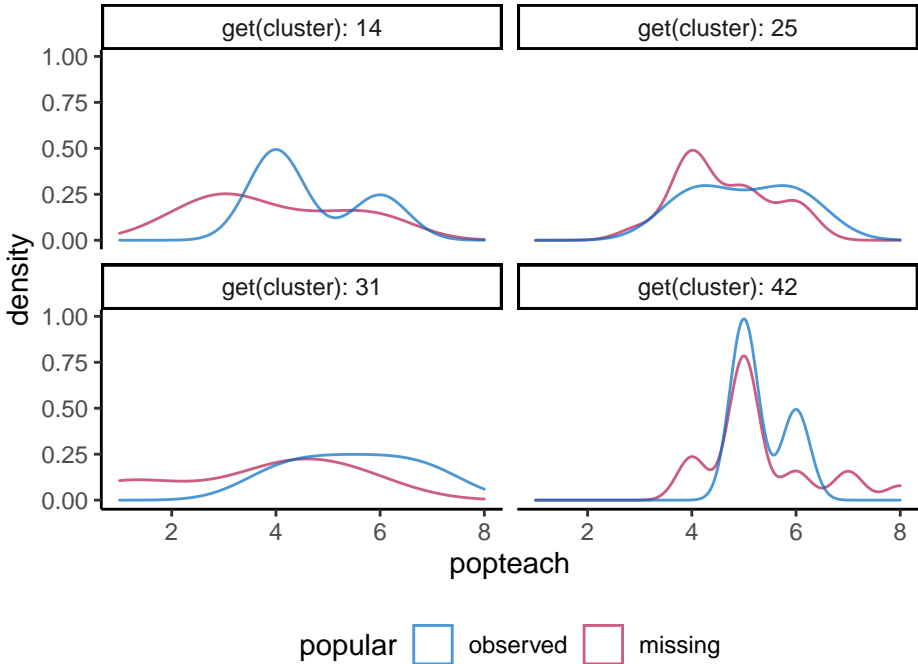 get(cluster): 14 get(cluster): 25
1.00
0.75
0.50
0.25
0.00
density
get(cluster): 31 get(cluster): 42
1.00
0.75
0.50
0.25
0.00
2 4 6 8 2 4 6 8
popteach
popular observed missing